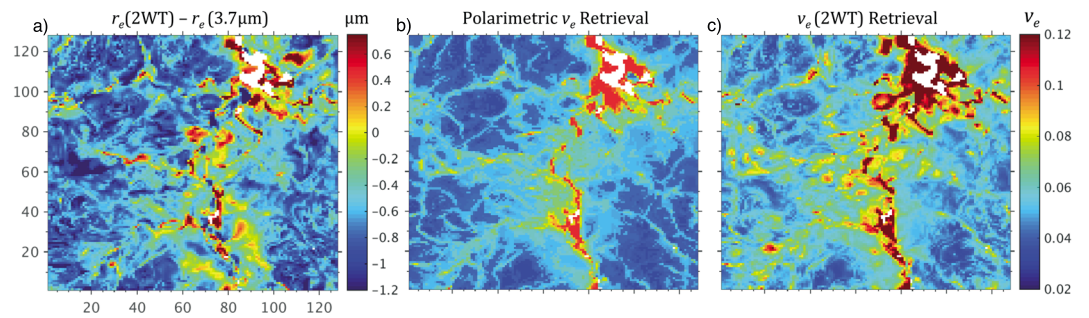 r_e(2WT) – r_e(3.7μm) μm Polarimetric v_e Retrieval v_e(2WT) Retrieval v_e
a) b) c)
120 0.6 0.12
100 0.4 0.10
80 0.2
60 0 0.08
−0.2
40 −0.4 0.06
20 −0.6 0.04
−0.8
−1
−1.2 0.02
20 40 60 80 100 120